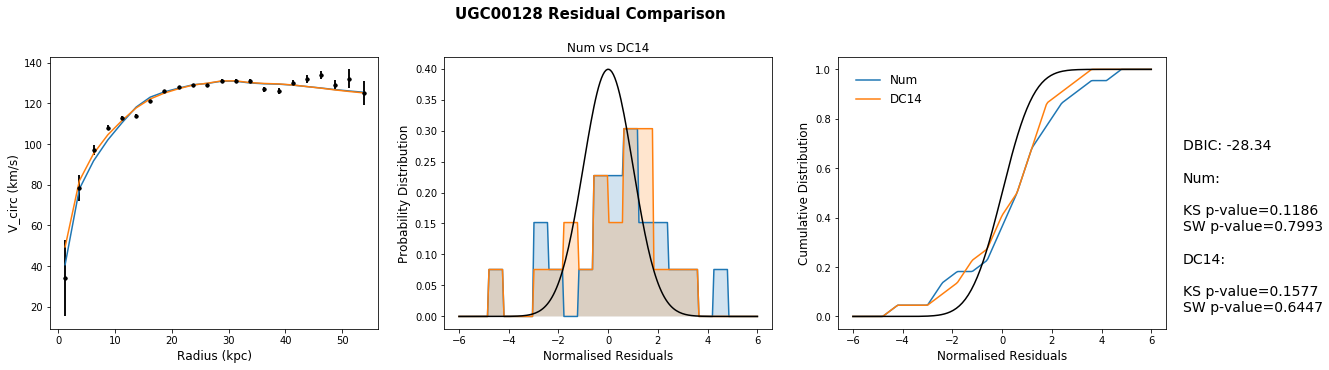 UGC00128 Residual Comparison
V_circ (km/s)
140
120
100
80
60
40
20
0
10
20
30
40
50
Radius (kpc)
Num vs DC14
Probability Distribution
0.40
0.35
0.30
0.25
0.20
0.15
0.10
0.05
0.00
−6
−4
−2
0
2
4
6
Normalised Residuals
Cumulative Distribution
1.0
0.8
0.6
0.4
0.2
0.0
Num
DC14
−6
−4
−2
0
2
4
6
Normalised Residuals
DBIC: -28.34
Num:
KS p-value=0.1186
SW p-value=0.7993
DC14:
KS p-value=0.1577
SW p-value=0.6447